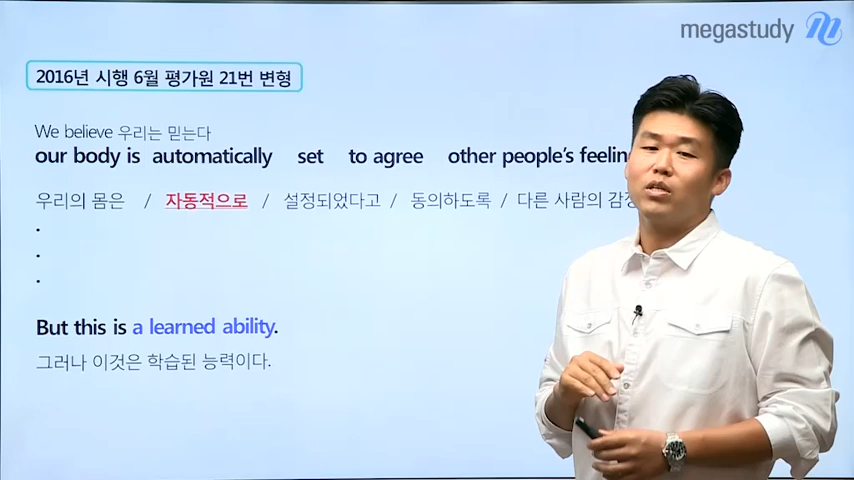 megastudy
2016년 시행 6월 평가원 21번 변형
We believe 우리는 믿는다
our body is automatically set to agree other people's feelin
우리의 몸은 / 자동적으로 / 설정되었다고 / 동의하도록 / 다른 사람의 감정
.
.
.
But this is a learned ability.
그러나 이것은 학습된 능력이다.